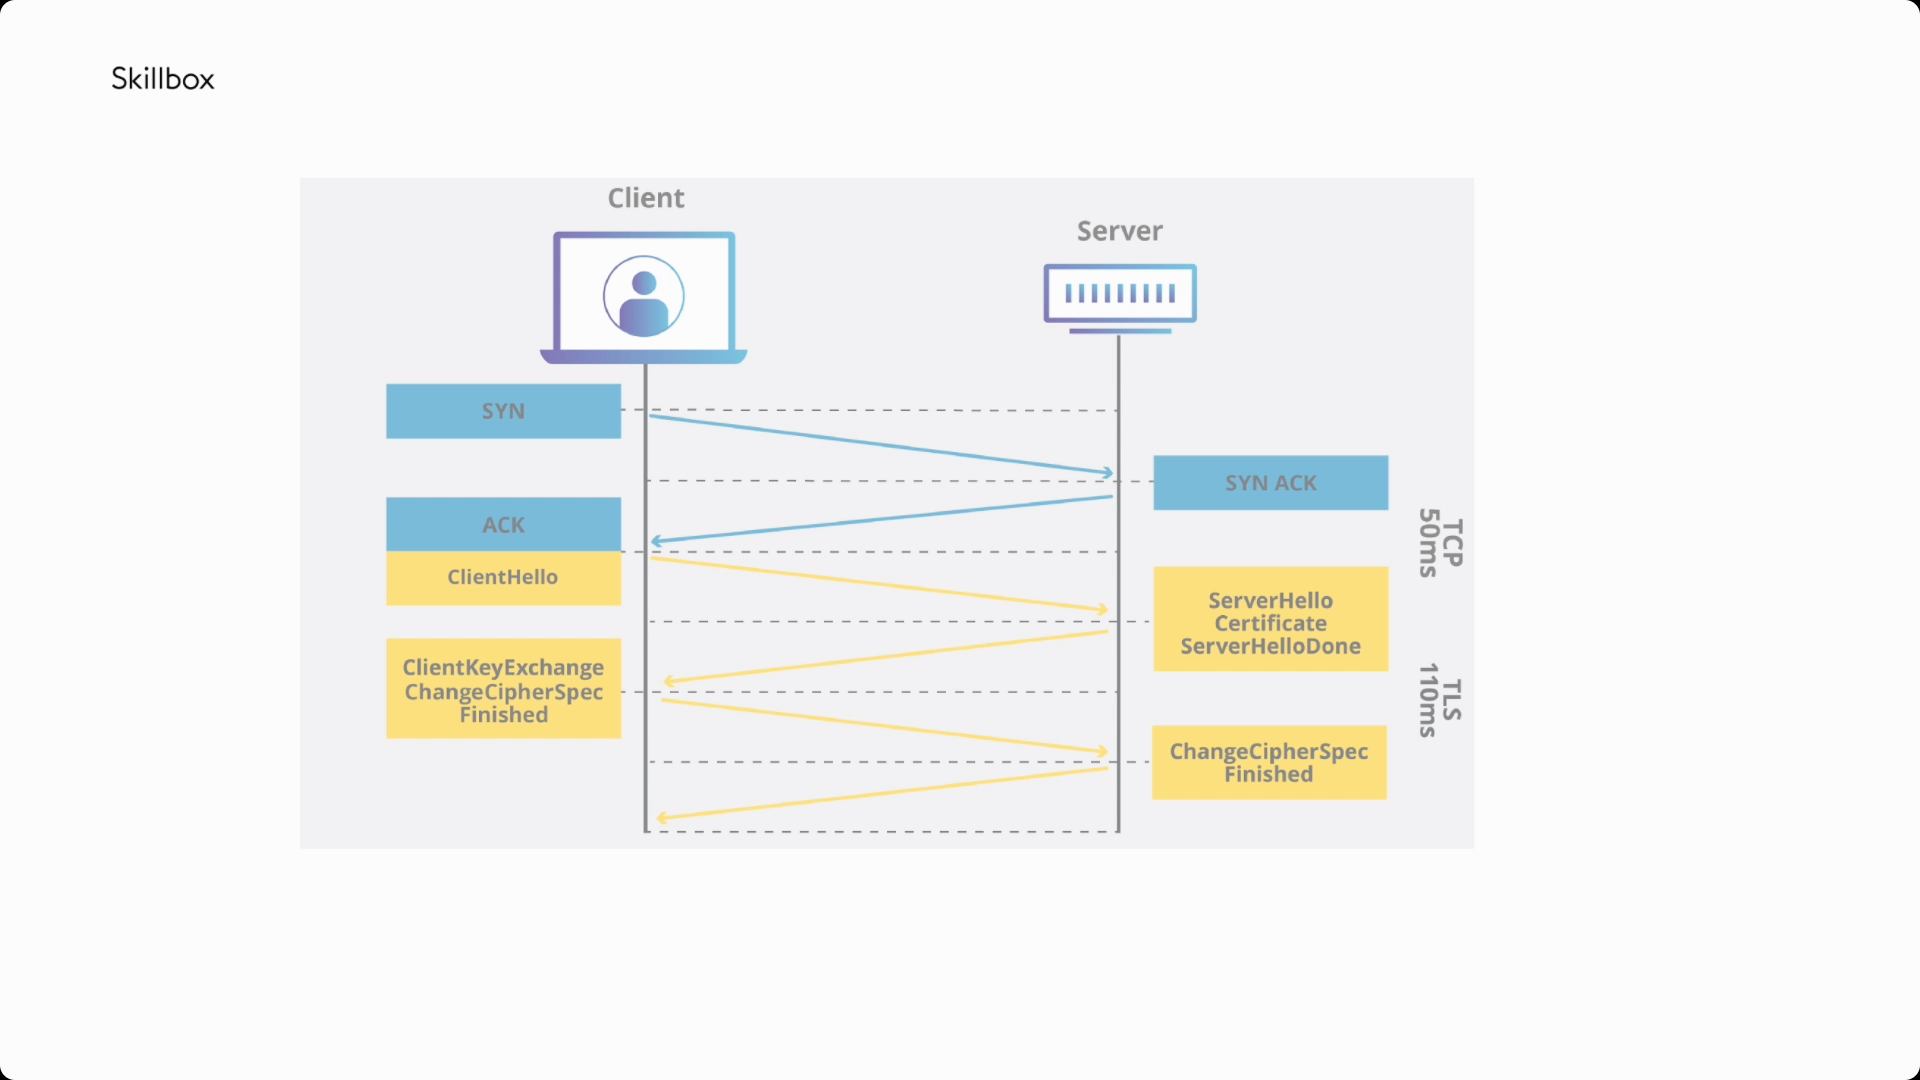 Skillbox
Client
Server
SYN
SYN ACK
ACK
ClientHello
ServerHello
Certificate
ServerHelloDone
ClientKeyExchange
ChangeCipherSpec
Finished
ChangeCipherSpec
Finished
TCP
50ms
TLS
110ms